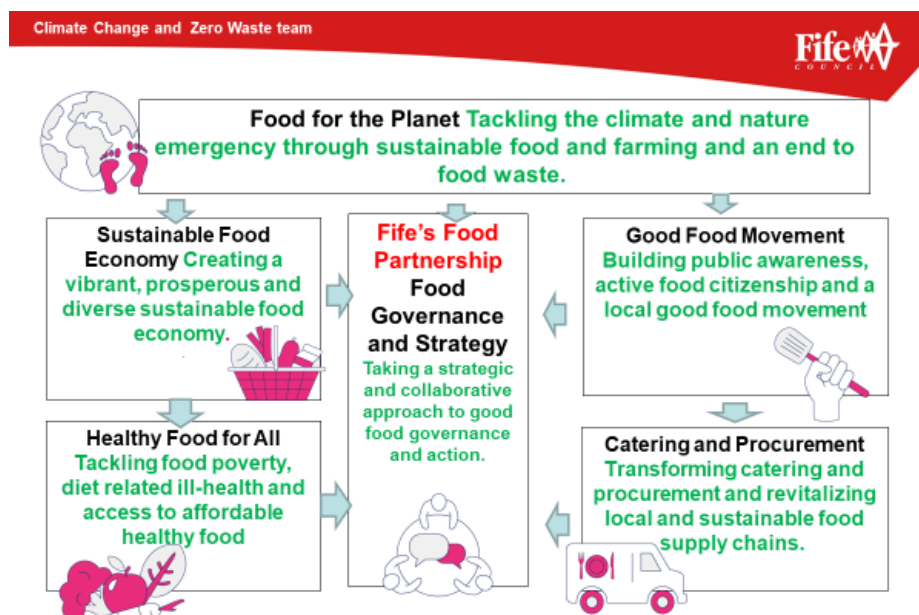 Climate Change and Zero Waste team
Fife
COUNCIL
Food for the Planet Tackling the climate and nature
emergency through sustainable food and farming and an end to
food waste.
Sustainable Food
Economy Creating a
vibrant, prosperous and
diverse sustainable food
economy.
Fife's Food
Partnership
Food
Governance
and Strategy
Taking a strategic
and collaborative
approach to good
food governance
and action.
Good Food Movement
Building public awareness,
active food citizenship and a
local good food movement
Healthy Food for All
Tackling food poverty,
diet related ill-health and
access to affordable
healthy food
Catering and Procurement
Transforming catering and
procurement and revitalizing
local and sustainable food
supply chains.